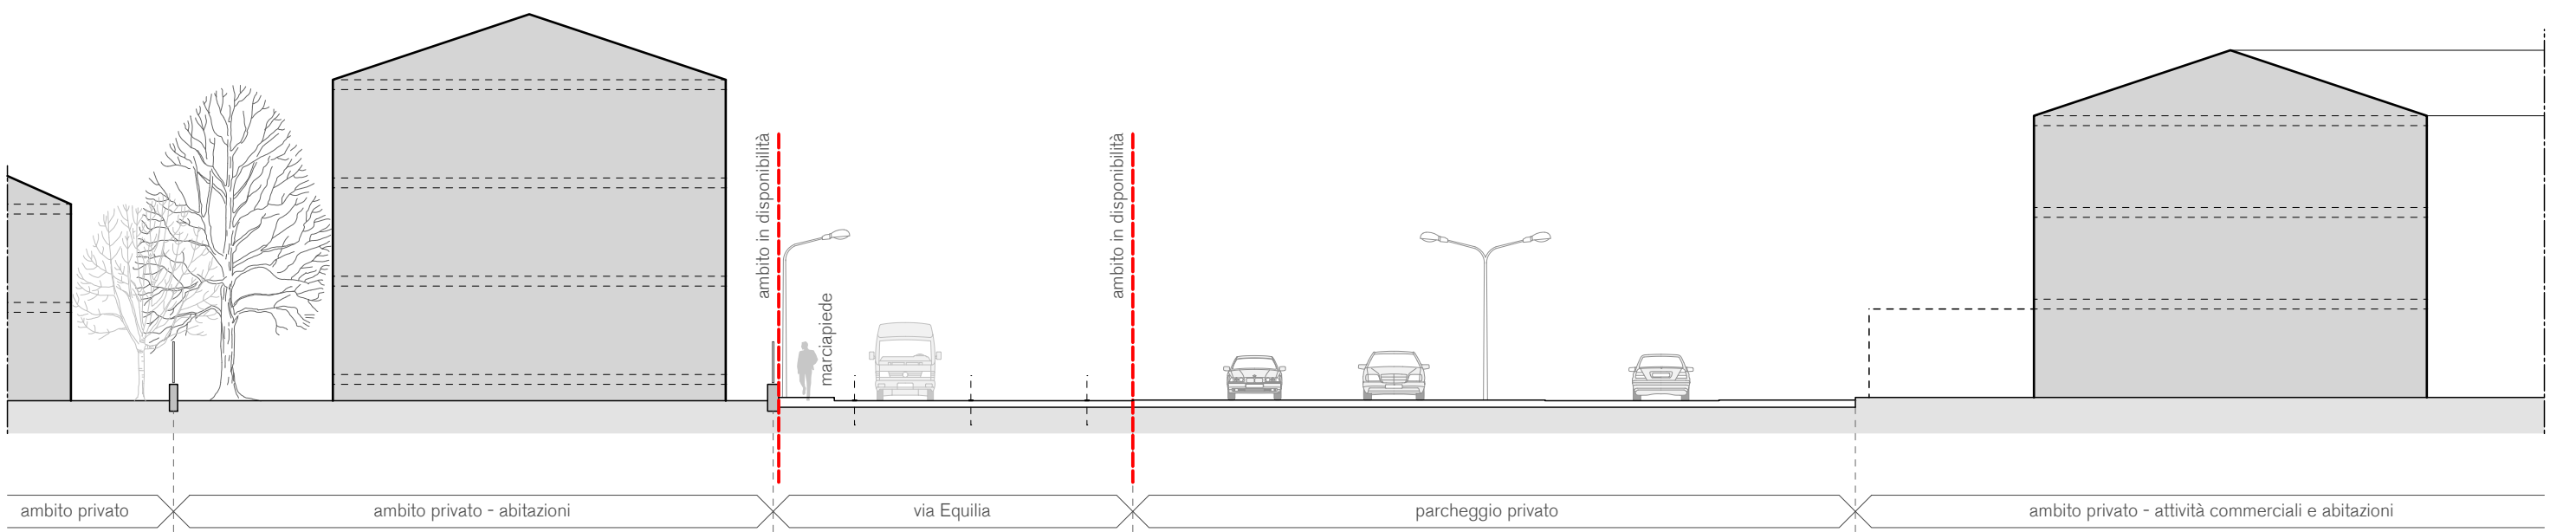 ambito in disponibilità
marciapiede
ambito in disponibilità
ambito privato
ambito privato - abitazioni
via Equilia
parcheggio privato
ambito privato - attività commerciali e abitazioni